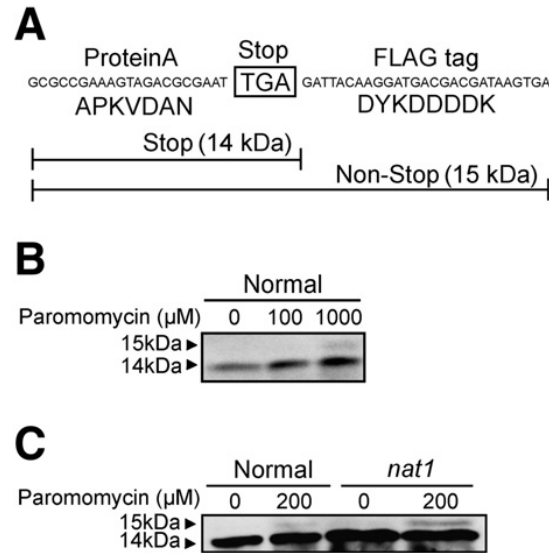 A
ProteinA Stop FLAG tag
GCGCCGAAAGTAGACGCGAAT TGA GATTACAAGGATGACGACGATAAGTGA
APKVDAN DYKDDDDK
Stop (14 kDa)
Non-Stop (15 kDa)
B
Normal
Paromomycin (µM) 0 100 1000
15kDa►
14kDa►
C
Normal nat1
Paromomycin (µM) 0 200 0 200
15kDa►
14kDa►